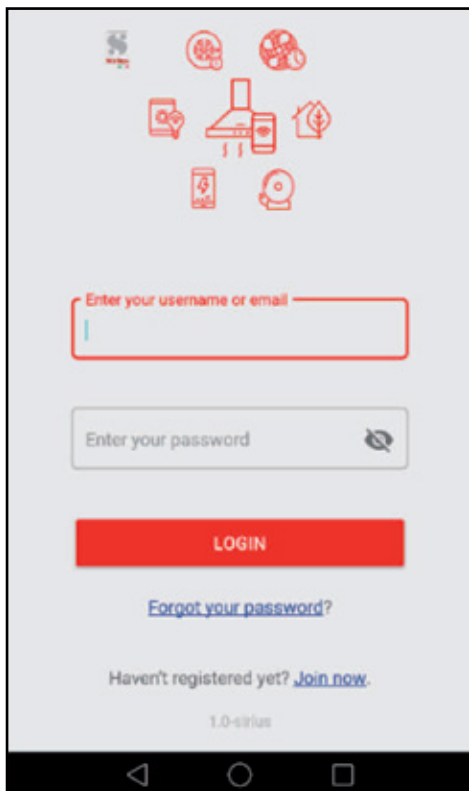 Enter your username or email
Enter your password
LOGIN
Forgot your password?
Haven't registered yet? Join now.
1.0-sirius